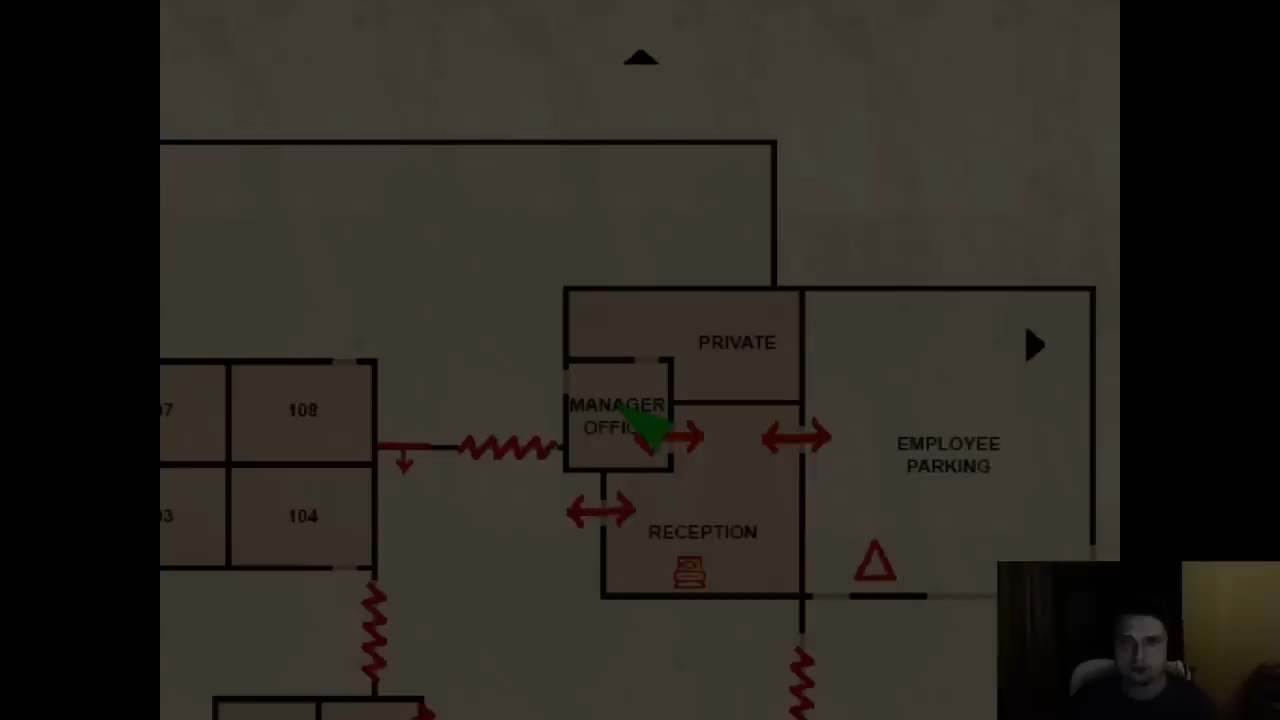 PRIVATE
MANAGER
108
EMPLOYEE
PARKING
104
RECEPTION